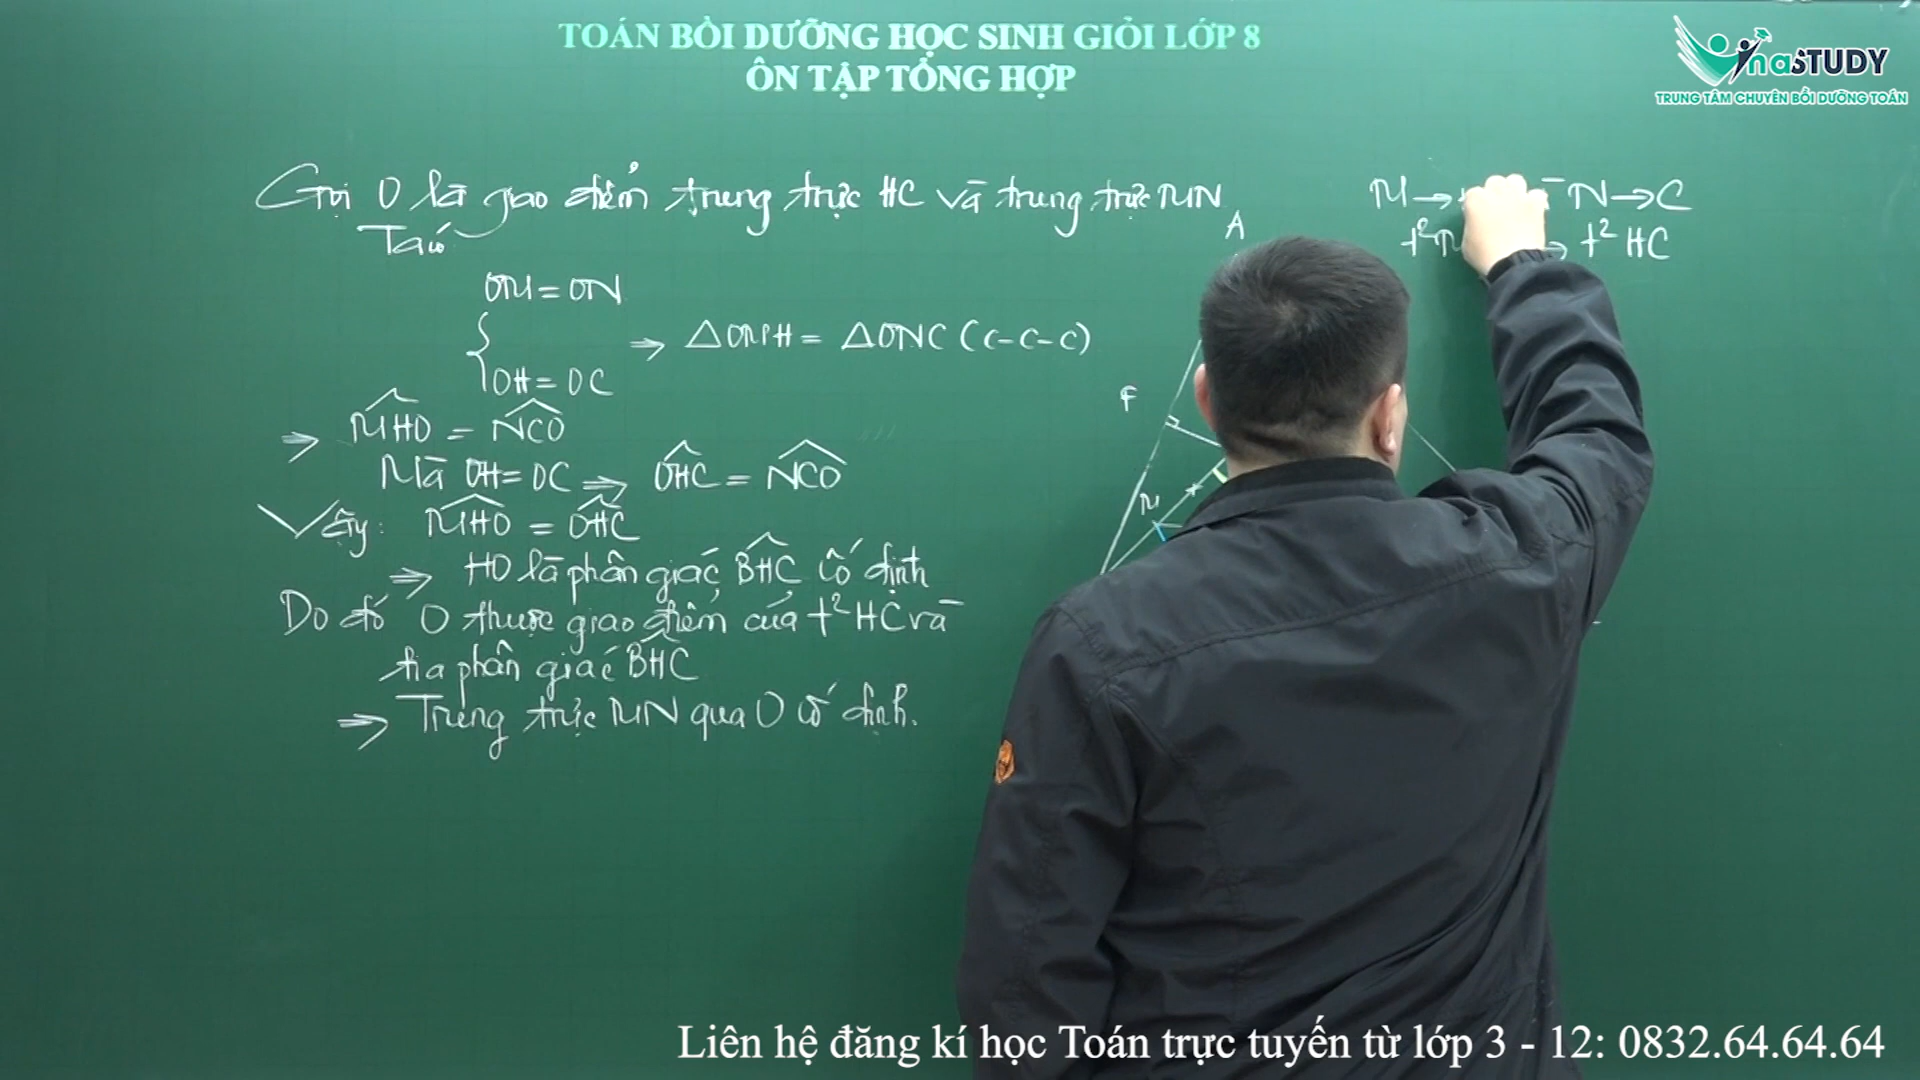 TOÁN BỒI DƯỠNG HỌC SINH GIỎI LỚP 8
ÔN TẬP TỔNG HỢP
inaSTUDY
TRUNG TÂM CHUYÊN BỒI DƯỠNG TOÁN
Gọi O là giao điểm trung trực HC và trung trực MN
Ta có
OM = ON
OH = OC
⇒ △OMH = △ONC (c-c-c)
⇒ MHO = NCO
Mà OH = OC ⇒ OHC = NCO
Vậy: MHO = OHC
⇒ HO là phân giác BHC cố định
Do đó O thuộc giao điểm của t² HC và
tia phân giác BHC
⇒ Trung trực MN qua O cố định.
M → N → C
t² → t² HC
A
F
M
Liên hệ đăng kí học Toán trực tuyến từ lớp 3 - 12: 0832.64.64.64